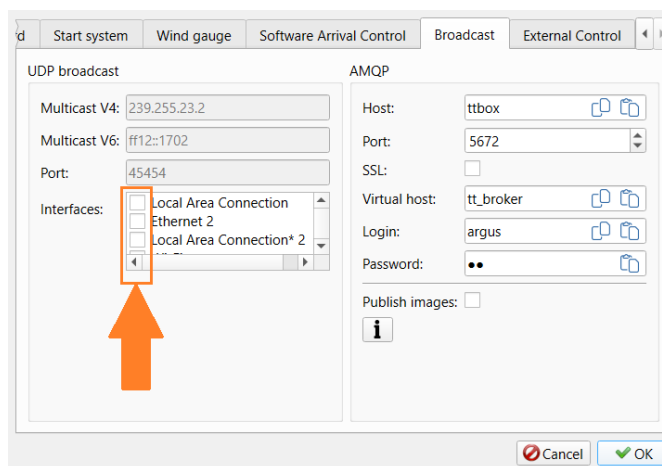 Start system Wind gauge Software Arrival Control Broadcast External Control
UDP broadcast
Multicast V4: 239.255.23.2
Multicast V6: ff12::1702
Port: 45454
Interfaces:
Local Area Connection
Ethernet 2
Local Area Connection* 2
AMQP
Host: ttbox
Port: 5672
SSL:
Virtual host: tt_broker
Login: argus
Password: ●●
Publish images:
i
Cancel OK